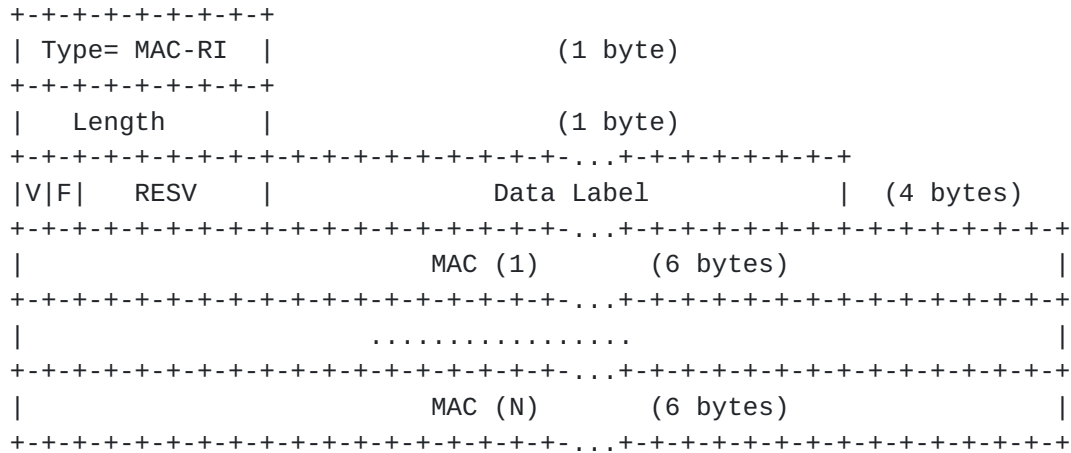 +-+-+-+-+-+-+-+-+
| Type= MAC-RI  |                  (1 byte)
+-+-+-+-+-+-+-+-+
|   Length      |                  (1 byte)
+-+-+-+-+-+-+-+-+-+-+-+-+-+-+-+-+-...+-+-+-+-+-+-+-+-+
|V|F|   RESV    |              Data Label            |  (4 bytes)
+-+-+-+-+-+-+-+-+-+-+-+-+-+-+-+-+-...+-+-+-+-+-+-+-+-+-+-+-+-+-+-+
|                          MAC (1)       (6 bytes)                 |
+-+-+-+-+-+-+-+-+-+-+-+-+-+-+-+-+-...+-+-+-+-+-+-+-+-+-+-+-+-+-+-+
|                      .................                           |
+-+-+-+-+-+-+-+-+-+-+-+-+-+-+-+-+-...+-+-+-+-+-+-+-+-+-+-+-+-+-+-+
|                          MAC (N)       (6 bytes)                 |
+-+-+-+-+-+-+-+-+-+-+-+-+-+-+-+-+-...+-+-+-+-+-+-+-+-+-+-+-+-+-+-+